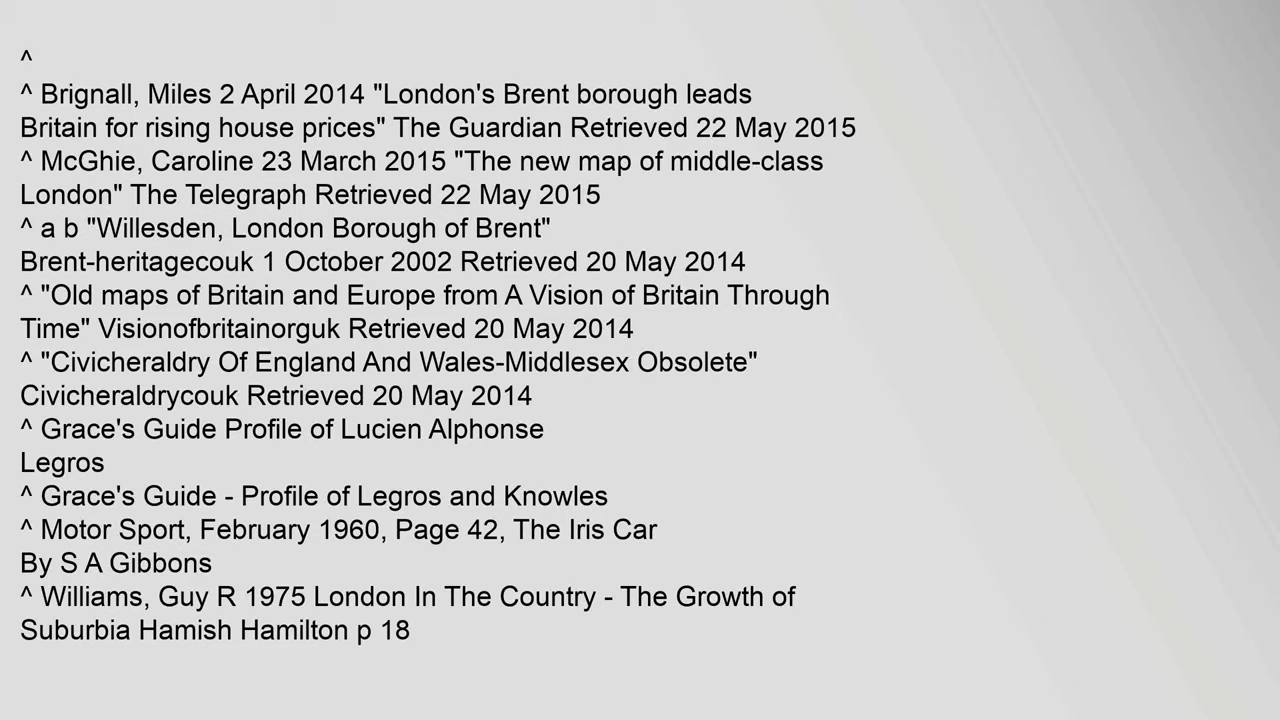 ^
^ Brignall, Miles 2 April 2014 "London's Brent borough leads
Britain for rising house prices" The Guardian Retrieved 22 May 2015
^ McGhie, Caroline 23 March 2015 "The new map of middle-class
London" The Telegraph Retrieved 22 May 2015
^ a b "Willesden, London Borough of Brent"
Brent-heritagecouk 1 October 2002 Retrieved 20 May 2014
^ "Old maps of Britain and Europe from A Vision of Britain Through
Time" Visionofbritainorguk Retrieved 20 May 2014
^ "Civicheraldry Of England And Wales-Middlesex Obsolete"
Civicheraldrycouk Retrieved 20 May 2014
^ Grace's Guide Profile of Lucien Alphonse
Legros
^ Grace's Guide - Profile of Legros and Knowles
^ Motor Sport, February 1960, Page 42, The Iris Car
By S A Gibbons
^ Williams, Guy R 1975 London In The Country - The Growth of
Suburbia Hamish Hamilton p 18